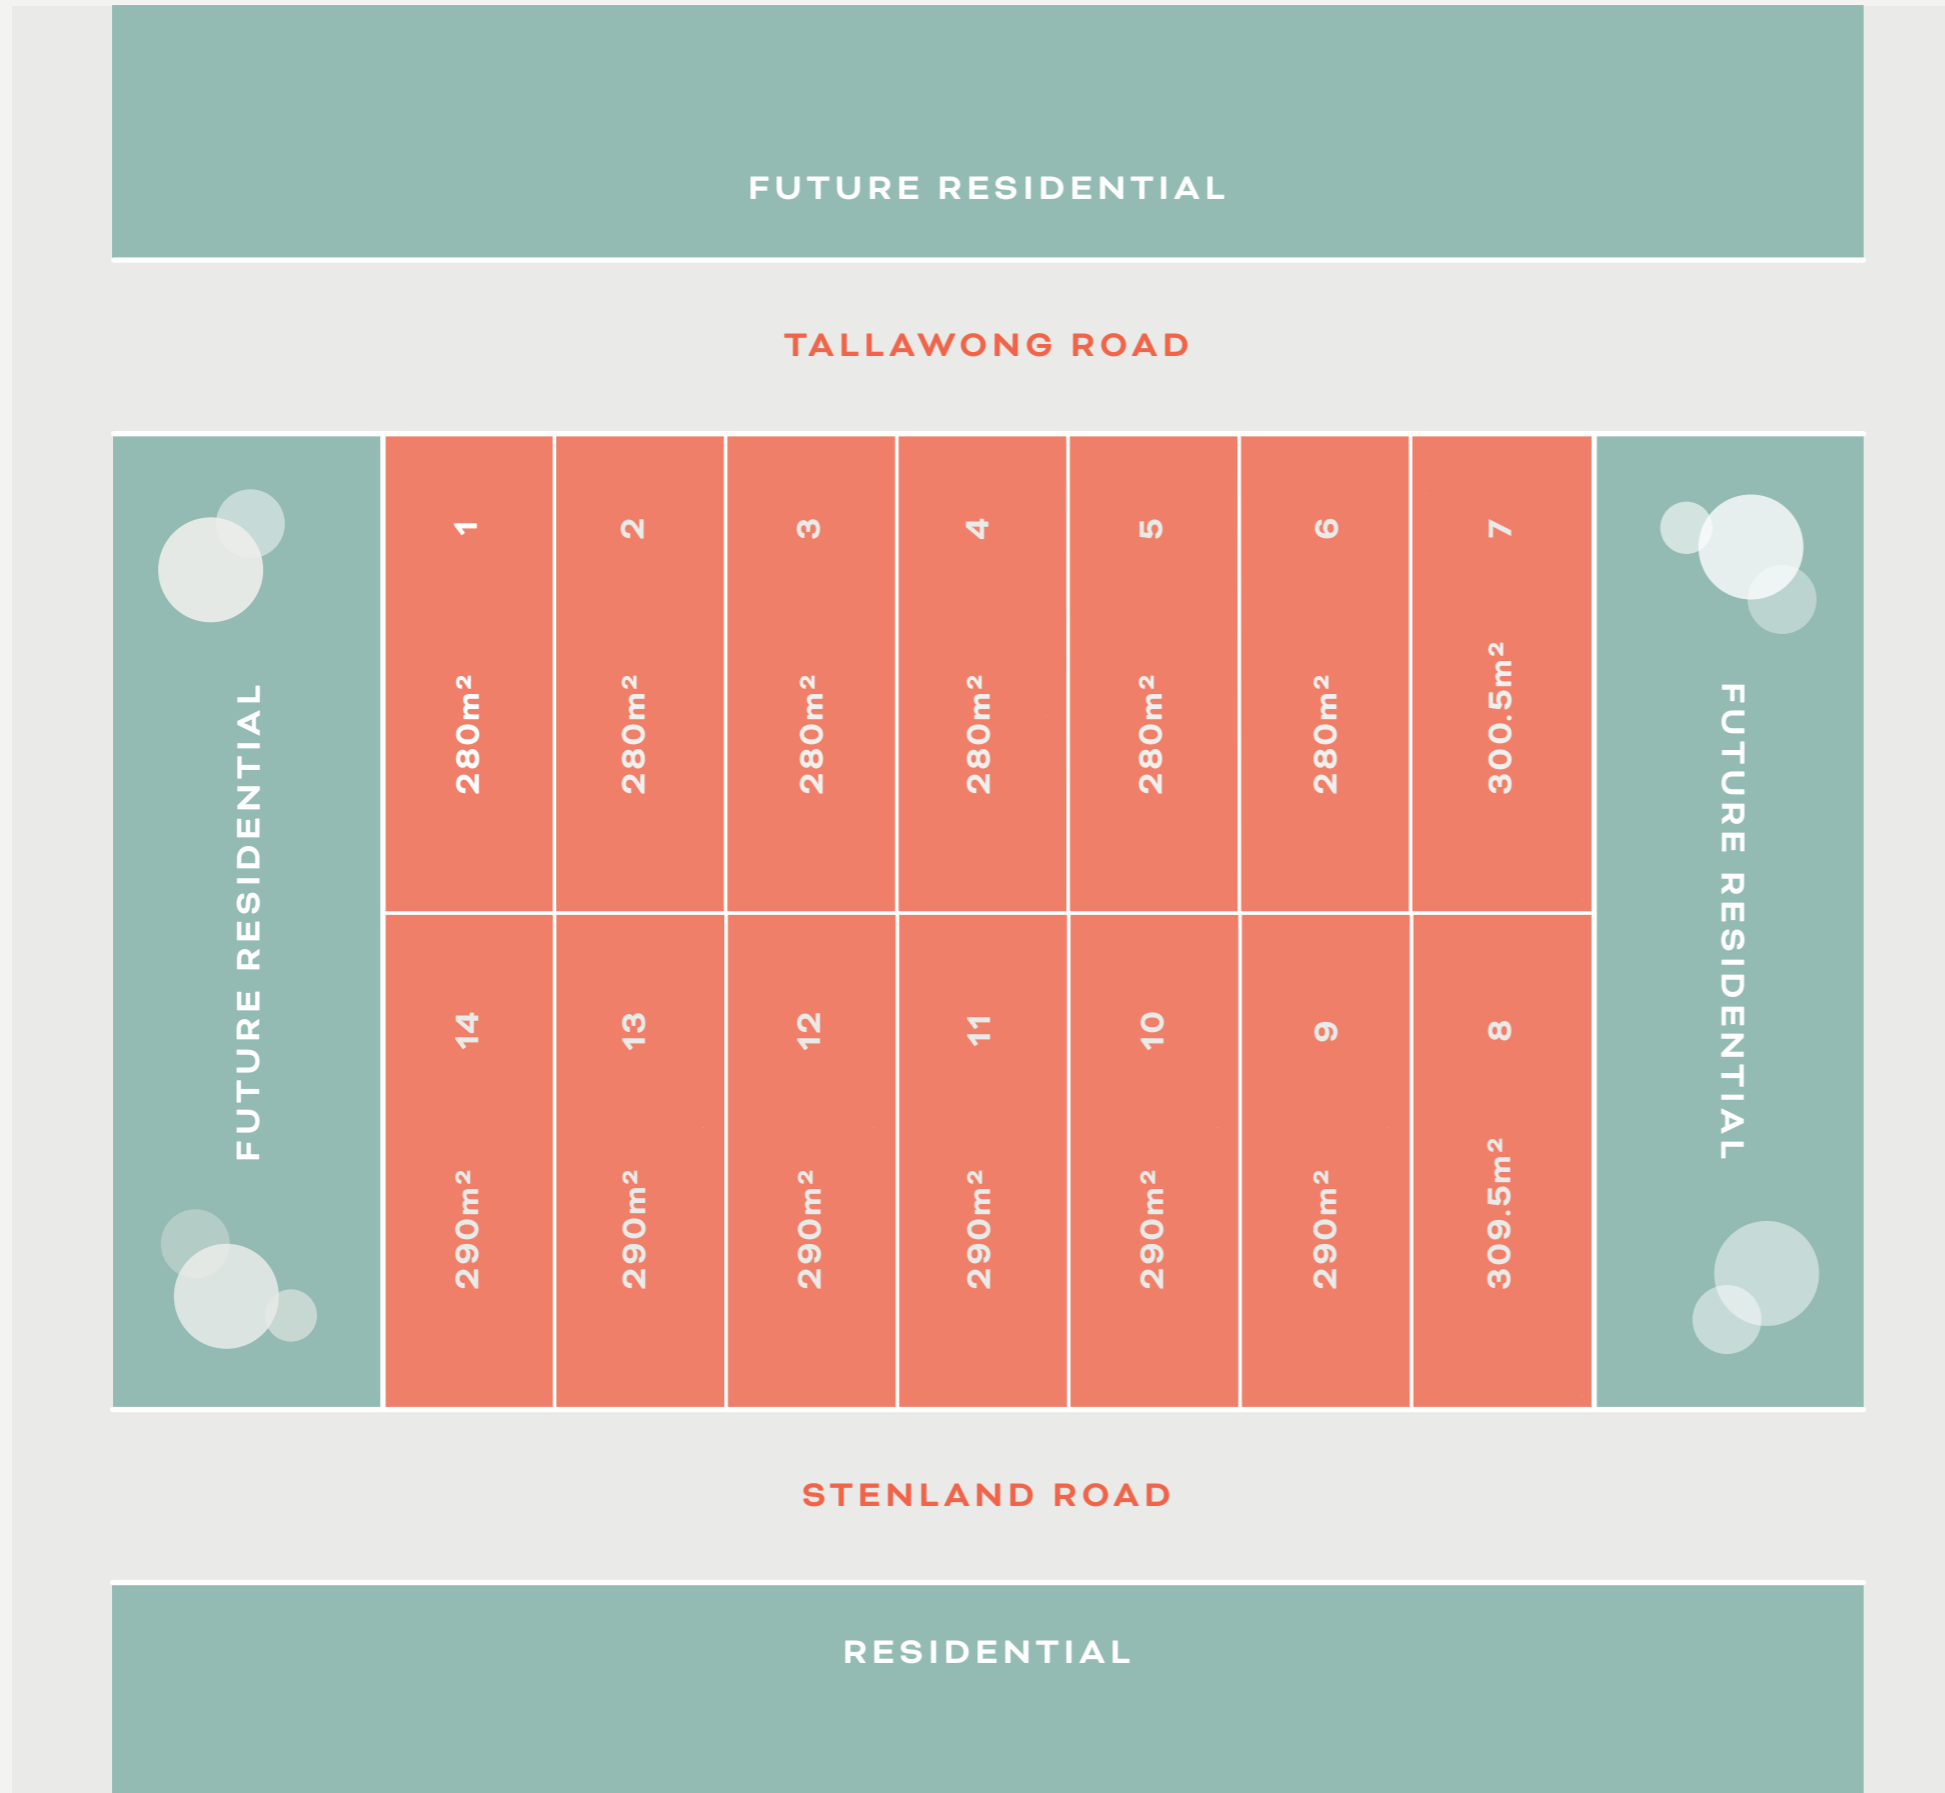 FUTURE RESIDENTIAL
TALLAWONG ROAD
FUTURE RESIDENTIAL
1
280m²
2
280m²
3
280m²
4
280m²
5
280m²
6
280m²
7
300.5m²
14
290m²
13
290m²
12
290m²
11
290m²
10
290m²
9
290m²
8
309.5m²
FUTURE RESIDENTIAL
STENLAND ROAD
RESIDENTIAL